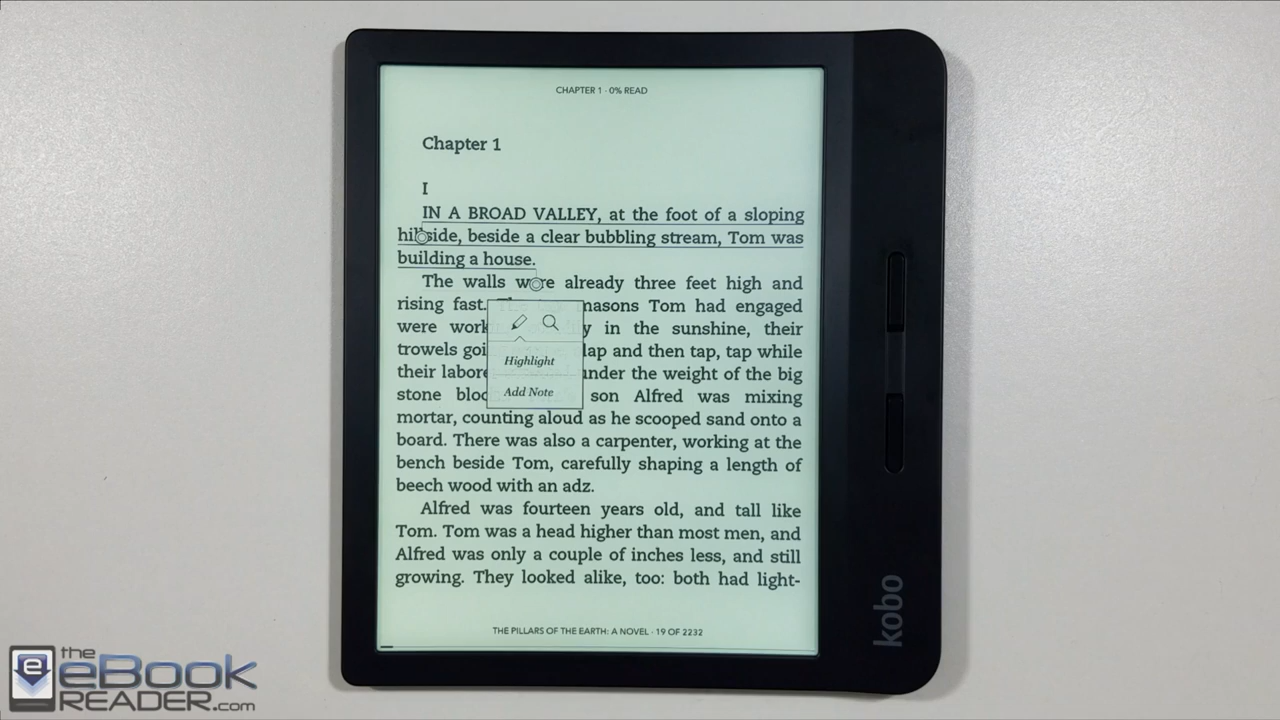 CHAPTER 1 · 0% READ
Chapter 1
I
IN A BROAD VALLEY, at the foot of a sloping
hillside, beside a clear bubbling stream, Tom was
building a house.
The walls were already three feet high and
rising fast. The masons Tom had engaged
were in the sunshine, their
trowels and then tap, tap while
their under the weight of the big
stone son Alfred was mixing
mortar, counting aloud as he scooped sand onto a
board. There was also a carpenter, working at the
bench beside Tom, carefully shaping a length of
beech wood with an adz.
Alfred was fourteen years old, and tall like
Tom. Tom was a head higher than most men, and
Alfred was only a couple of inches less, and still
growing. They looked alike, too: both had light-
Highlight
Add Note
THE PILLARS OF THE EARTH: A NOVEL · 19 OF 2232
kobo
e
the
eBook
READER.com